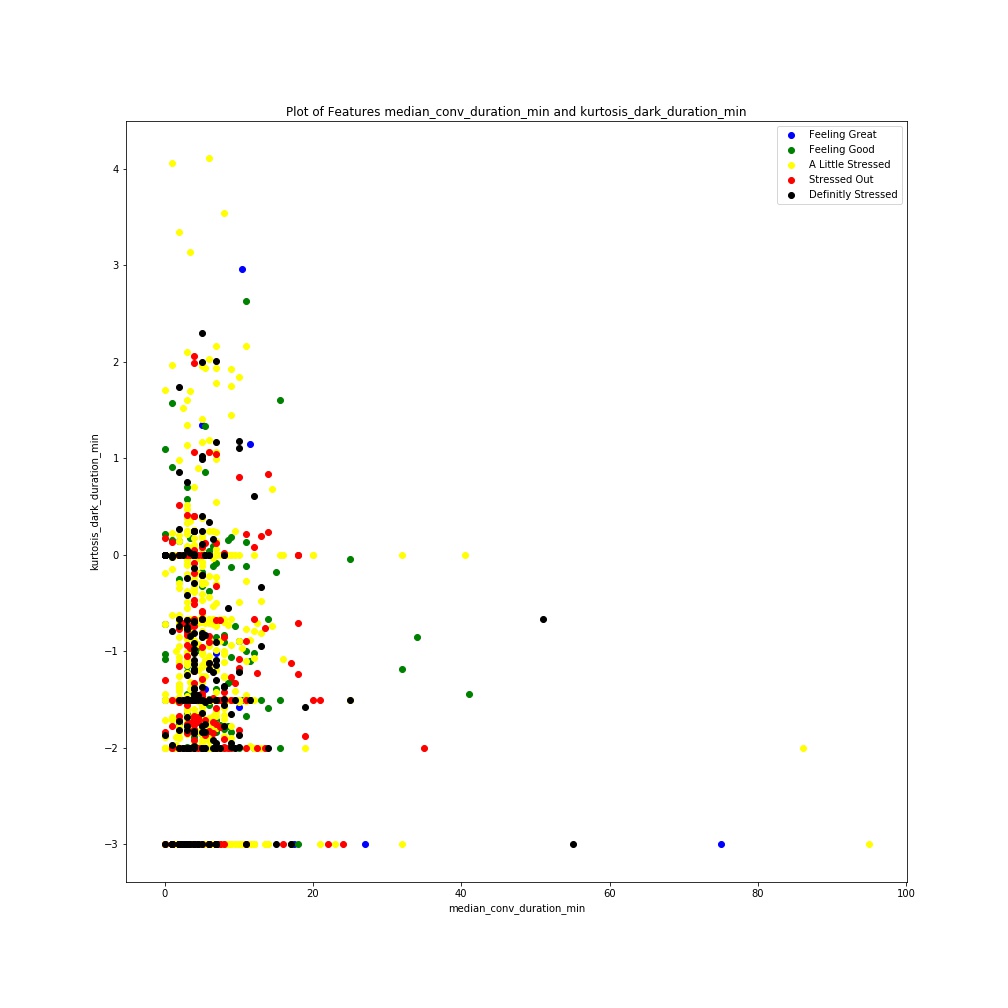 Plot of Features median_conv_duration_min and kurtosis_dark_duration_min
Feeling Great
Feeling Good
A Little Stressed
Stressed Out
Definitly Stressed
kurtosis_dark_duration_min
4
3
2
1
0
−1
−2
−3
0 20 40 60 80 100
median_conv_duration_min